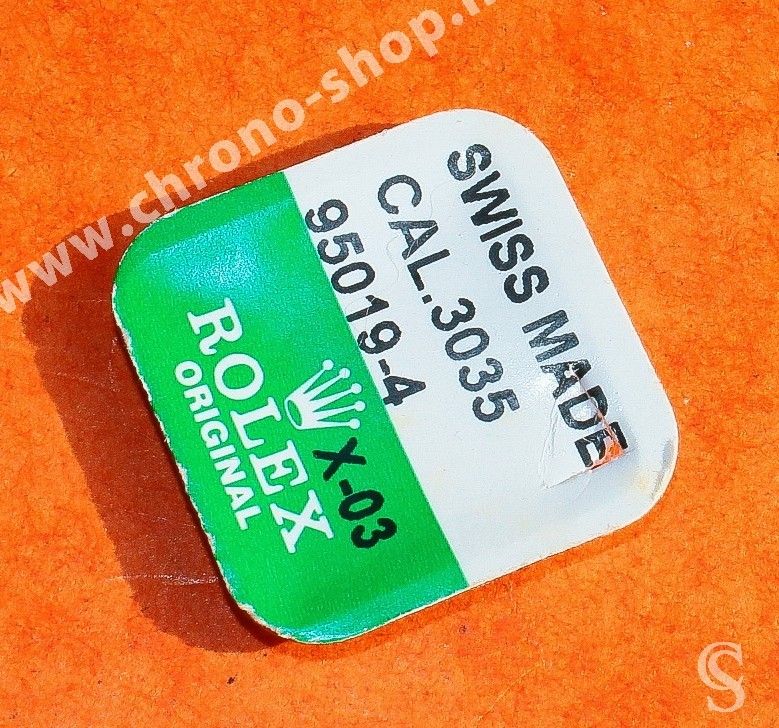 www.chrono-shop.n
SWISS MADE
CAL.3035
95019-4
X-03
ROLEX
ORIGINAL